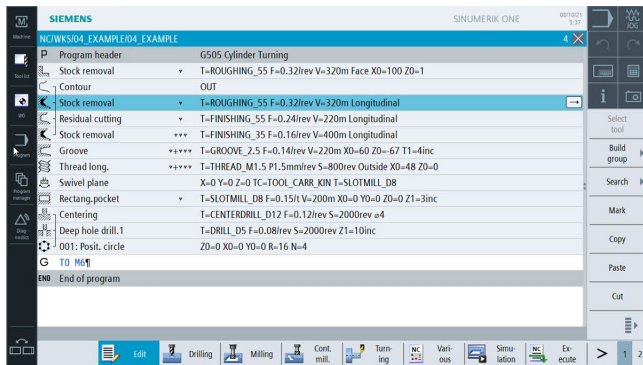 SIEMENS SINUMERIK ONE 08/10/21 5:37 JOG
NC/WKS/04_EXAMPLE/04_EXAMPLE 4
P Program header G505 Cylinder Turning
Stock removal ▿ T=ROUGHING_55 F=0.32/rev V=320m Face X0=100 Z0=1
Contour OUT
Stock removal ▿ T=ROUGHING_55 F=0.32/rev V=320m Longitudinal
Residual cutting ▿ T=FINISHING_55 F=0.24/rev V=220m Longitudinal
Stock removal ▿▿▿ T=FINISHING_35 F=0.16/rev V=400m Longitudinal
Groove ▿+▿▿▿ T=GROOVE_2.5 F=0.14/rev V=220m X0=60 Z0=-67 T1=4inc
Thread long. ▿+▿▿▿ T=THREAD_M1.5 P1.5mm/rev S=800rev Outside X0=48 Z0=0
Swivel plane X=0 Y=0 Z=0 TC=TOOL_CARR_KIN T=SLOTMILL_D8
Rectang.pocket ▿ T=SLOTMILL_D8 F=0.15/t V=200m X0=0 Y0=0 Z0=0 Z1=3inc
Centering T=CENTERDRILL_D12 F=0.12/rev S=2000rev ⌀4
Deep hole drill.1 T=DRILL_D5 F=0.08/rev S=2000rev Z1=10inc
001: Posit. circle Z0=0 X0=0 Y0=0 R=16 N=4
G T0 M6¶
END End of program
Machine
Tool list
WO
Program
Program
manager
Diag
nostics
Select
tool
Build
group
Search
Mark
Copy
Paste
Cut
Edit
Drilling
Milling
Cont.
mill.
Turn-
ing
NC
Vari-
ous
Simu-
lation
NC
Ex-
ecute
> 1 2